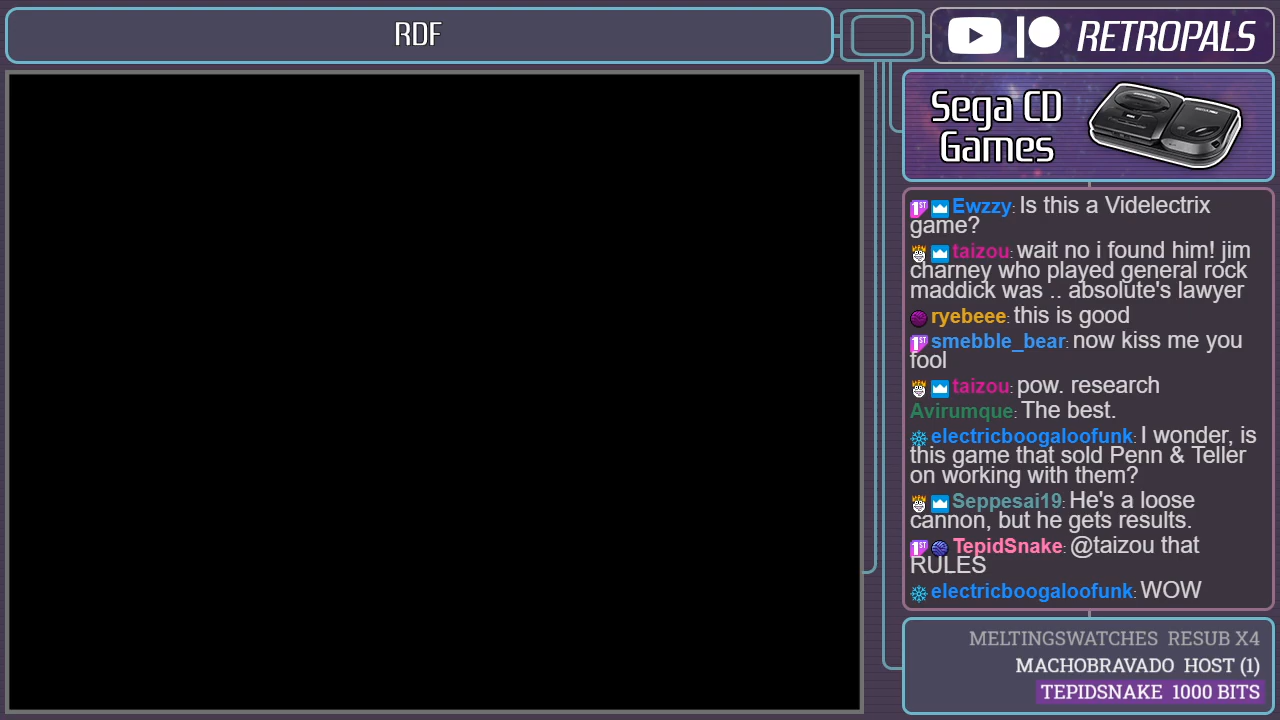 RDF
RETROPALS
Sega CD
Games
Ewzzy: Is this a Videlectrix
game?
taizou: wait no i found him! jim
charney who played general rock
maddick was .. absolute's lawyer
ryebeee: this is good
smebble_bear: now kiss me you
fool
taizou: pow. research
Avirumque: The best.
electricboogaloofunk: I wonder, is
this game that sold Penn & Teller
on working with them?
Seppesai19: He's a loose
cannon, but he gets results.
TepidSnake: @taizou that
RULES
electricboogaloofunk: WOW
MELTINGSWATCHES RESUB X4
MACHOBRAVADO HOST (1)
TEPIDSNAKE 1000 BITS